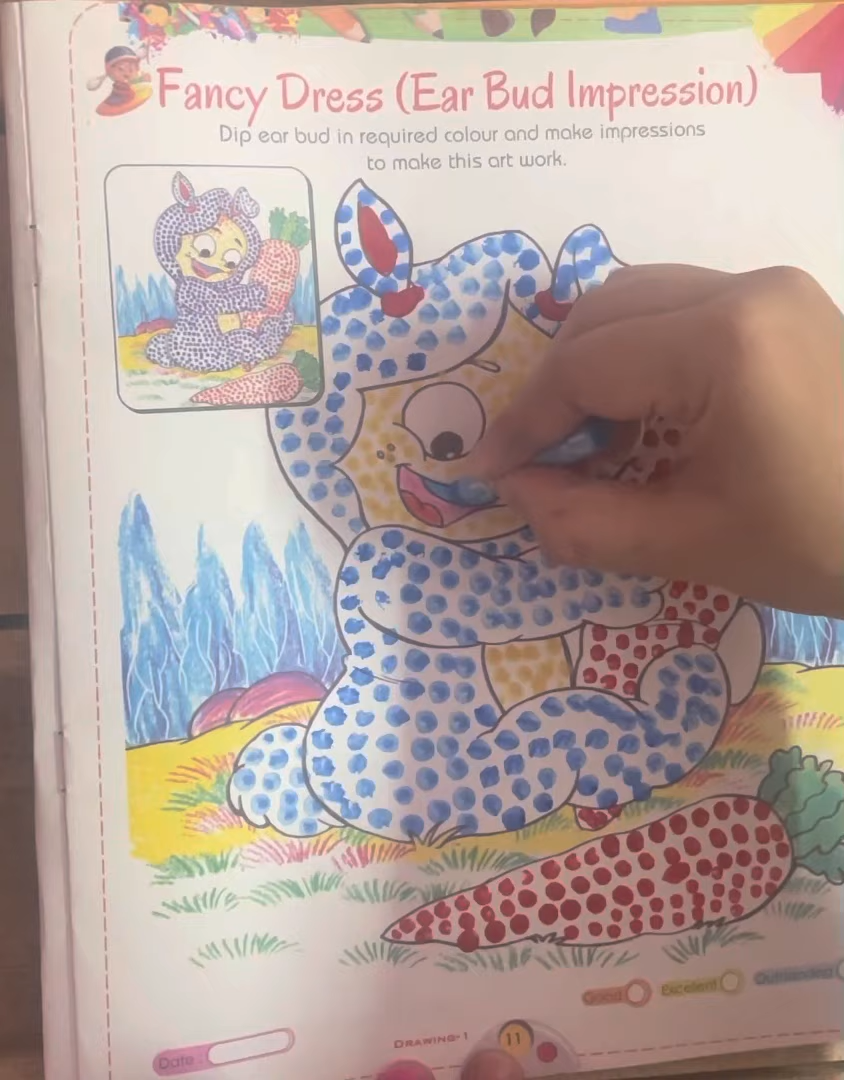 Fancy Dress (Ear Bud Impression)
Dip ear bud in required colour and make impressions
to make this art work.
Good
Excellent
Outstanding
Date :
Drawing-1
11